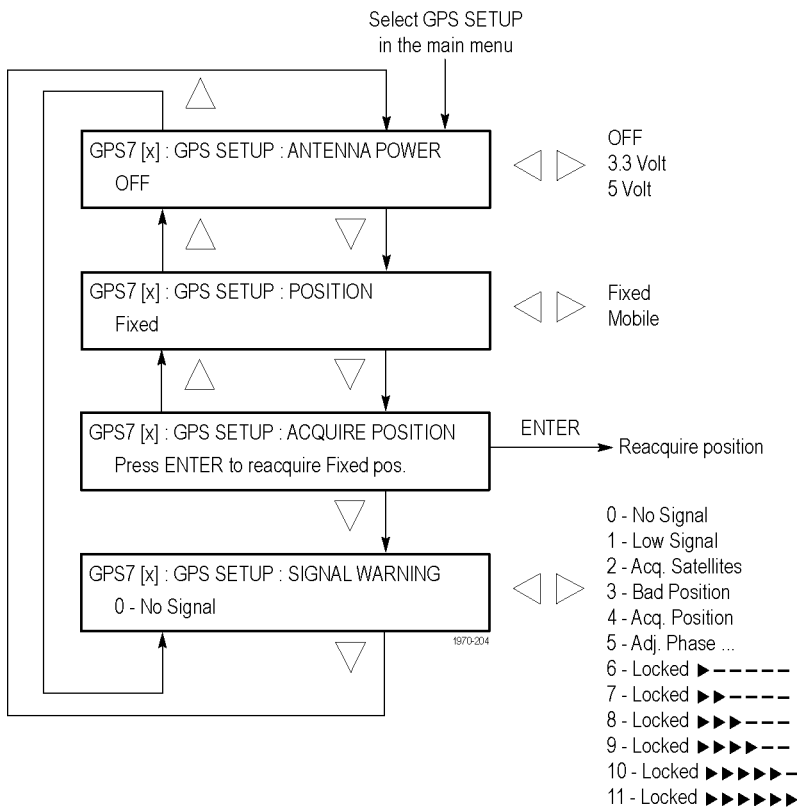 Select GPS SETUP
in the main menu
GPS7 [x] : GPS SETUP : ANTENNA POWER
OFF
OFF
3.3 Volt
5 Volt
GPS7 [x] : GPS SETUP : POSITION
Fixed
Fixed
Mobile
GPS7 [x] : GPS SETUP : ACQUIRE POSITION
Press ENTER to reacquire Fixed pos.
ENTER
Reacquire position
GPS7 [x] : GPS SETUP : SIGNAL WARNING
0 - No Signal
1970-204
0 - No Signal
1 - Low Signal
2 - Acq. Satellites
3 - Bad Position
4 - Acq. Position
5 - Adj. Phase ...
6 - Locked ▶－－－－－
7 - Locked ▶▶－－－－
8 - Locked ▶▶▶－－－
9 - Locked ▶▶▶▶－－
10 - Locked ▶▶▶▶▶－
11 - Locked ▶▶▶▶▶▶